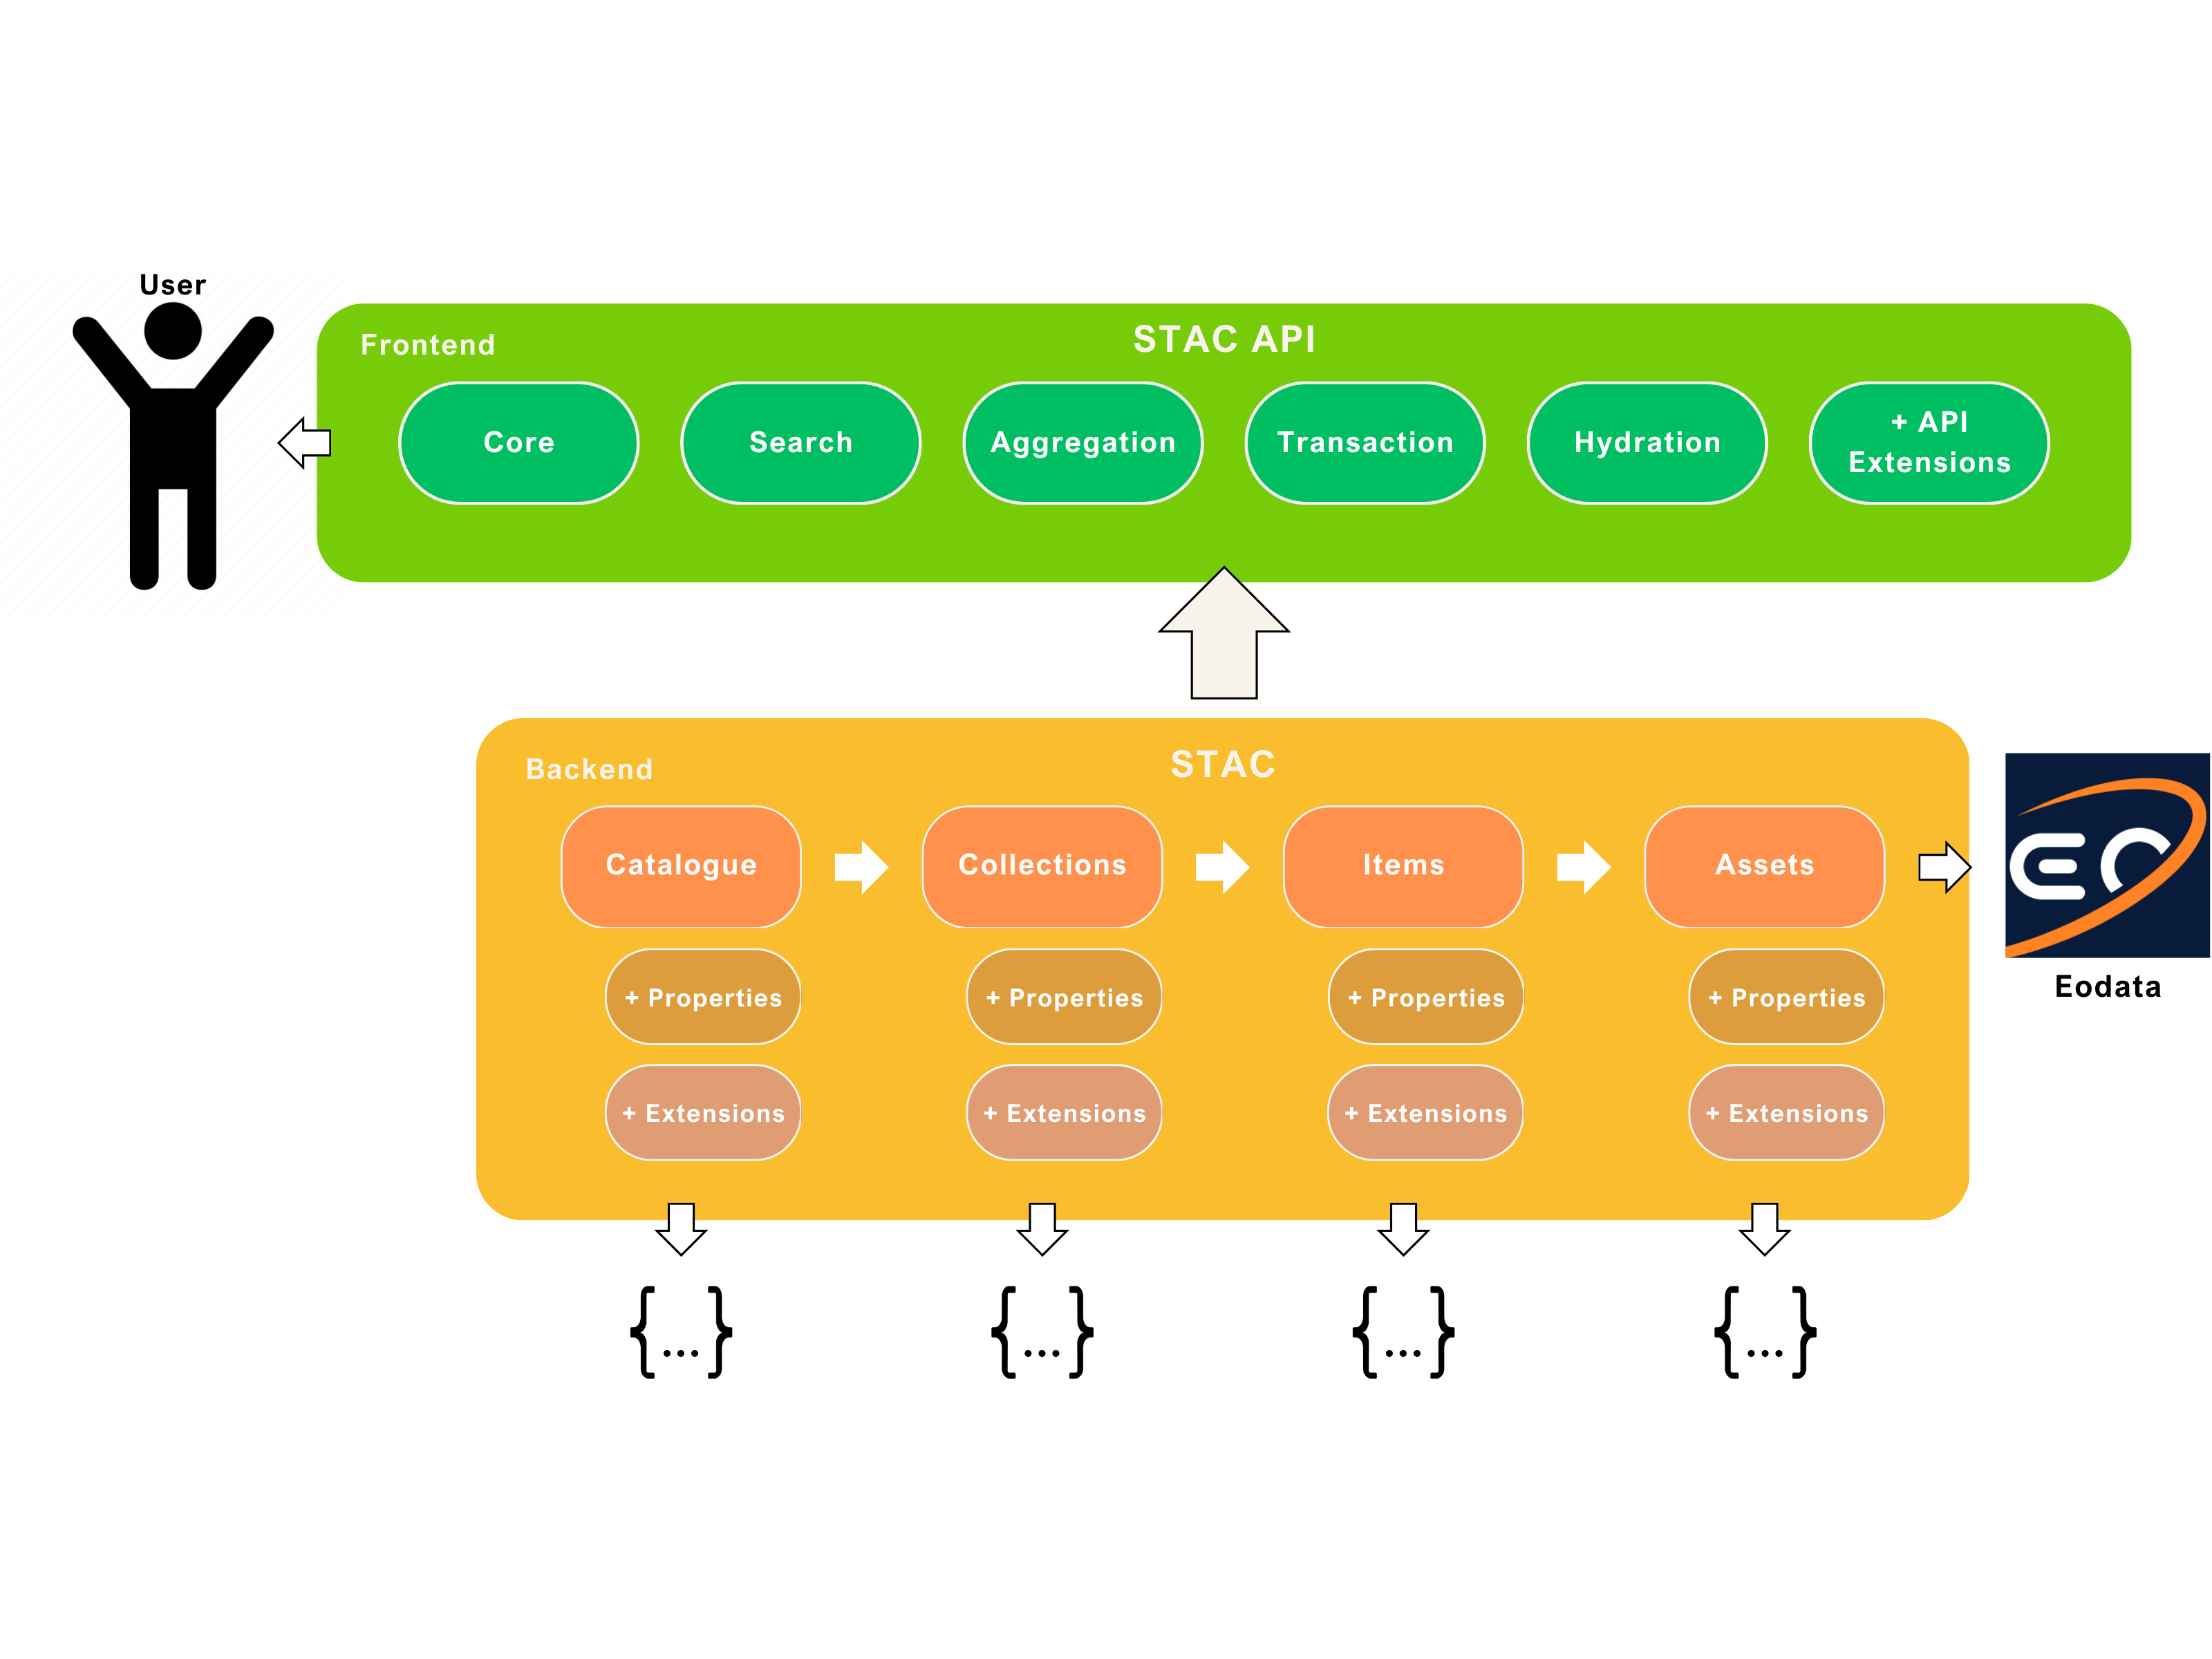 User
Frontend
STAC API
Core
Search
Aggregation
Transaction
Hydration
+ API
Extensions
Backend
STAC
Catalogue
Collections
Items
Assets
+ Properties
+ Properties
+ Properties
+ Properties
+ Extensions
+ Extensions
+ Extensions
+ Extensions
EO
Eodata
{...}
{...}
{...}
{...}